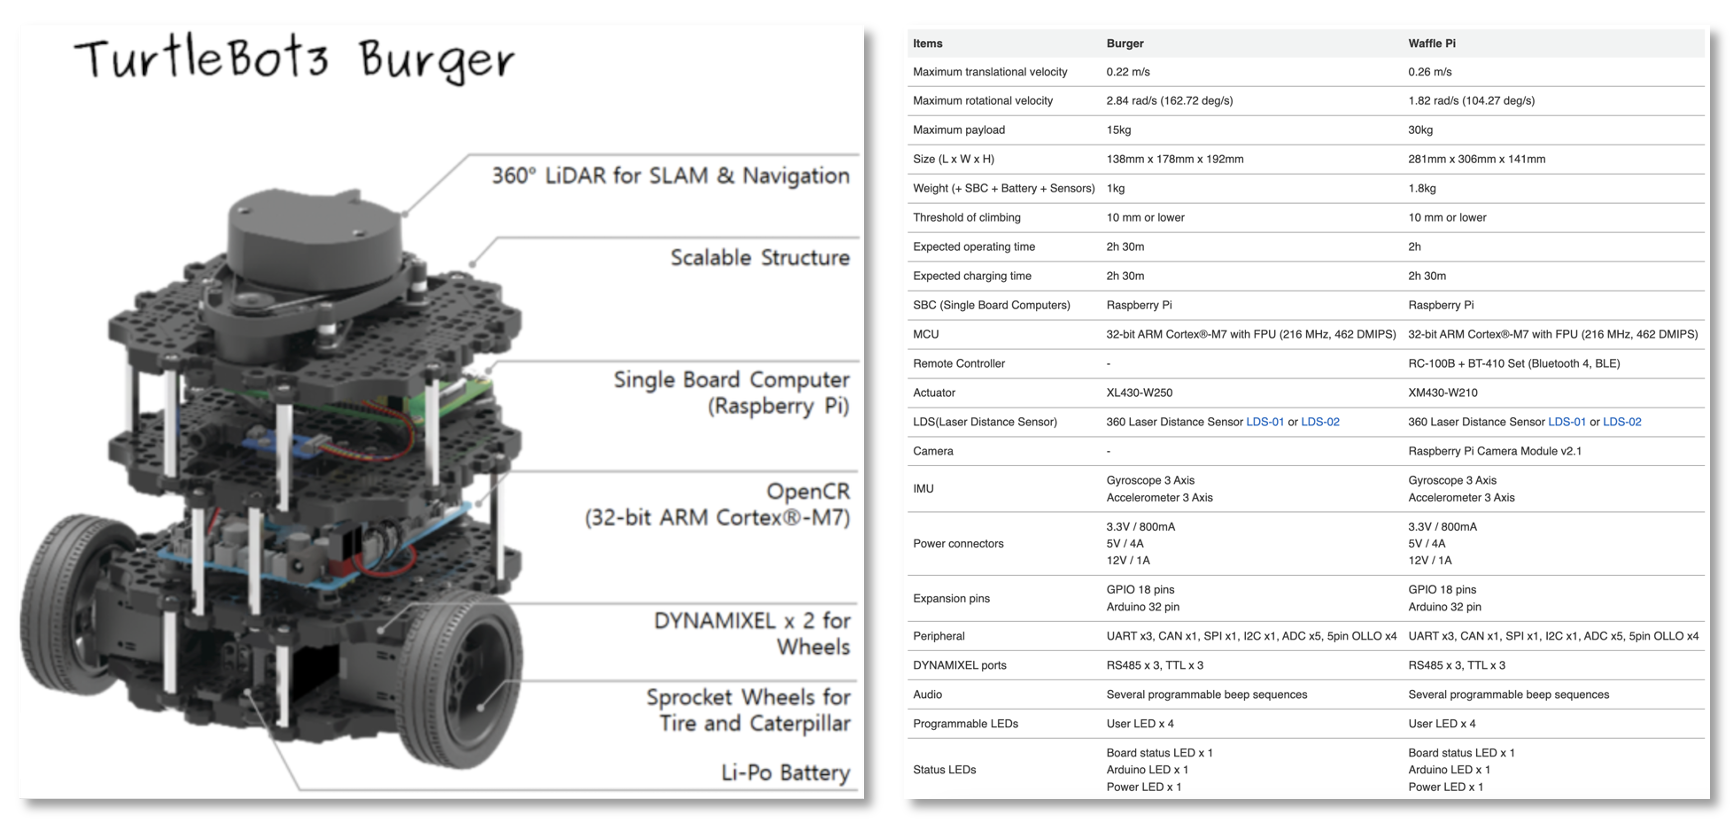 TurtleBot3 Burger
360° LiDAR for SLAM & Navigation
Scalable Structure
Single Board Computer
(Raspberry Pi)
OpenCR
(32-bit ARM Cortex®-M7)
DYNAMIXEL x 2 for
Wheels
Sprocket Wheels for
Tire and Caterpillar
Li-Po Battery
Items Burger Waffle Pi
Maximum translational velocity 0.22 m/s 0.26 m/s
Maximum rotational velocity 2.84 rad/s (162.72 deg/s) 1.82 rad/s (104.27 deg/s)
Maximum payload 15kg 30kg
Size (L x W x H) 138mm x 178mm x 192mm 281mm x 306mm x 141mm
Weight (+ SBC + Battery + Sensors) 1kg 1.8kg
Threshold of climbing 10 mm or lower 10 mm or lower
Expected operating time 2h 30m 2h
Expected charging time 2h 30m 2h 30m
SBC (Single Board Computers) Raspberry Pi Raspberry Pi
MCU 32-bit ARM Cortex®-M7 with FPU (216 MHz, 462 DMIPS) 32-bit ARM Cortex®-M7 with FPU (216 MHz, 462 DMIPS)
Remote Controller - RC-100B + BT-410 Set (Bluetooth 4, BLE)
Actuator XL430-W250 XM430-W210
LDS(Laser Distance Sensor) 360 Laser Distance Sensor LDS-01 or LDS-02 360 Laser Distance Sensor LDS-01 or LDS-02
Camera - Raspberry Pi Camera Module v2.1
IMU Gyroscope 3 Axis Gyroscope 3 Axis
Accelerometer 3 Axis Accelerometer 3 Axis
3.3V / 800mA 3.3V / 800mA
Power connectors 5V / 4A 5V / 4A
12V / 1A 12V / 1A
Expansion pins GPIO 18 pins GPIO 18 pins
Arduino 32 pin Arduino 32 pin
Peripheral UART x3, CAN x1, SPI x1, I2C x1, ADC x5, 5pin OLLO x4 UART x3, CAN x1, SPI x1, I2C x1, ADC x5, 5pin OLLO x4
DYNAMIXEL ports RS485 x 3, TTL x 3 RS485 x 3, TTL x 3
Audio Several programmable beep sequences Several programmable beep sequences
Programmable LEDs User LED x 4 User LED x 4
Board status LED x 1 Board status LED x 1
Status LEDs Arduino LED x 1 Arduino LED x 1
Power LED x 1 Power LED x 1